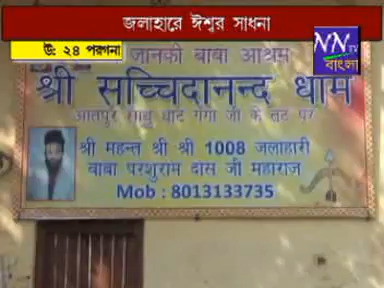 জলাহারে ঈশ্বর সাধনা
উঃ ২৪ পরগনা
NN TV
বাংলা
जानकी बाबा आश्रम
श्री सच्चिदानन्द धाम
आतपुर साधु घाट गंगा जी के तट पर
श्री महन्त श्री श्री 1008 जलाहारी
बाबा परशुराम दास जी महाराज
Mob : 8013133735